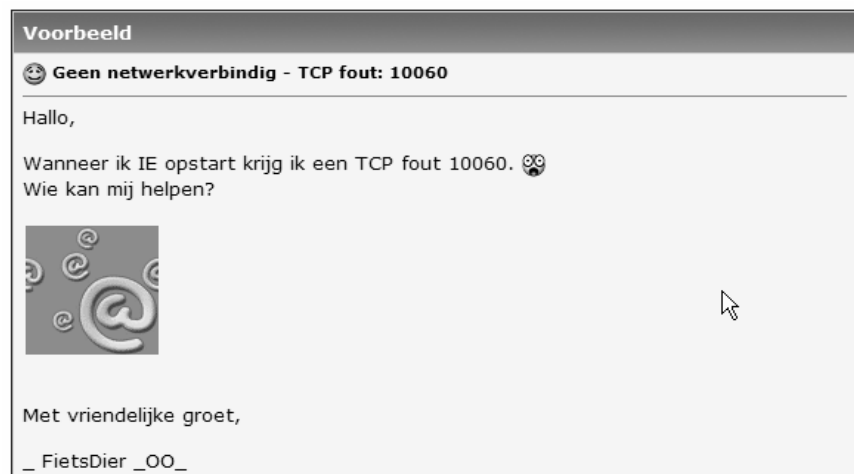 Voorbeeld
Geen netwerkverbindig - TCP fout: 10060
Hallo,
Wanneer ik IE opstart krijg ik een TCP fout 10060.
Wie kan mij helpen?
@
@
@
@
Met vriendelijke groet,
_ FietsDier _OO_